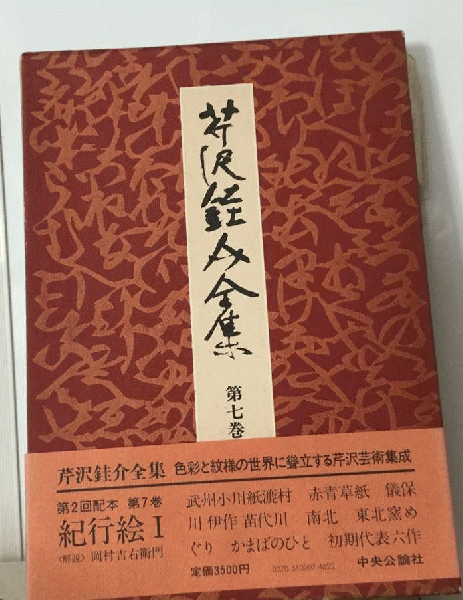 芹沢銈介全集
第七巻
芹沢銈介全集 色彩と紋様の世界に聳立する芹沢芸術集成
第2回配本 第7巻
紀行絵 I
〈解説〉岡村吉右衛門
武州小川紙漉村 赤青草紙 儀保
川 伊作 苗代川 南北 東北窯め
ぐり かまばのひと 初期代表六作
定価3500円
0370-510007-4622
中央公論社